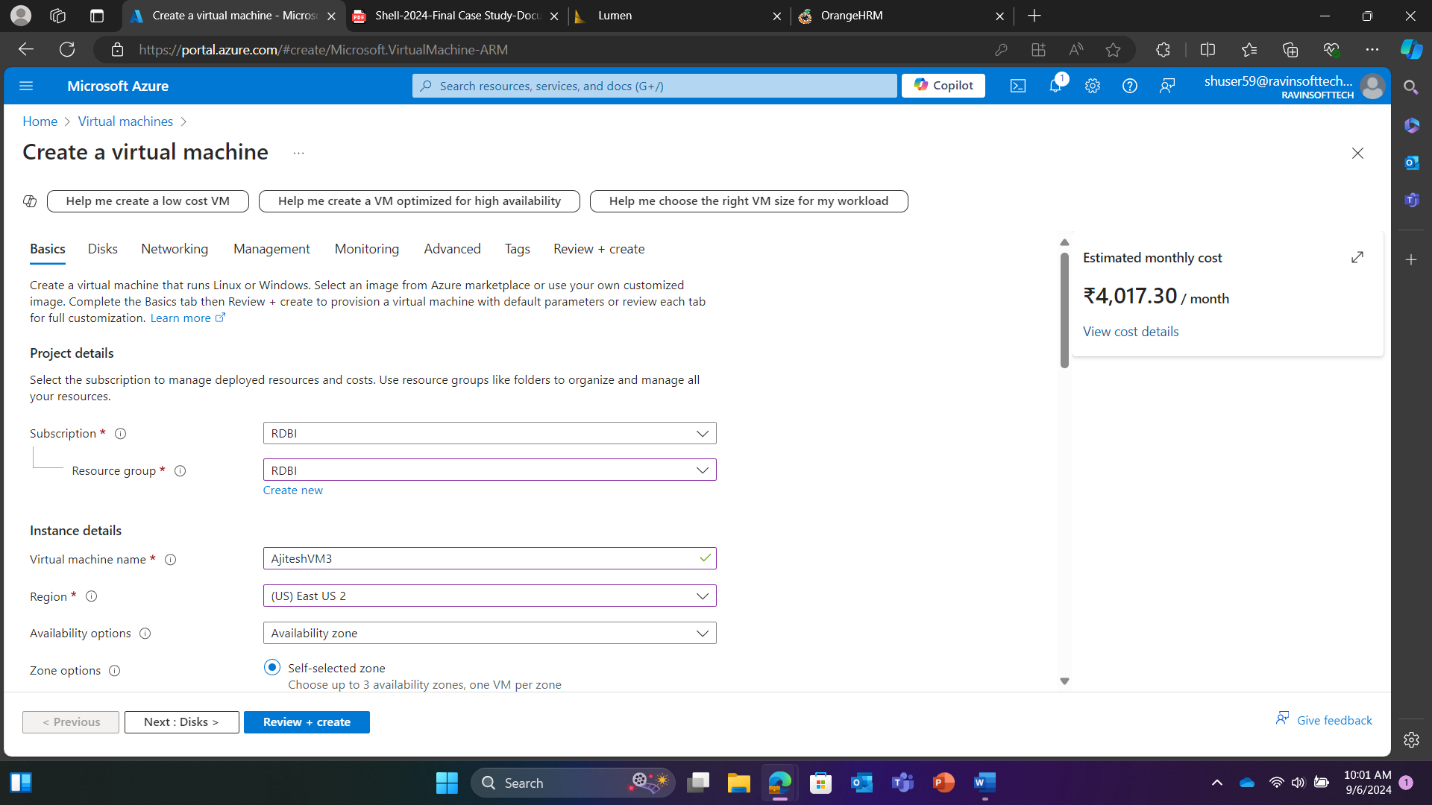 Create a virtual machine - Micros
Shell-2024-Final Case Study-Docu
Lumen
OrangeHRM
https://portal.azure.com/#create/Microsoft.VirtualMachine-ARM
Microsoft Azure
Search resources, services, and docs (G+/)
Copilot
1
shuser59@ravinsofttech...
RAVINSOFTTECH
Home > Virtual machines >
Create a virtual machine ...
Help me create a low cost VM
Help me create a VM optimized for high availability
Help me choose the right VM size for my workload
Basics Disks Networking Management Monitoring Advanced Tags Review + create
Create a virtual machine that runs Linux or Windows. Select an image from Azure marketplace or use your own customized
image. Complete the Basics tab then Review + create to provision a virtual machine with default parameters or review each tab
for full customization. Learn more
Project details
Select the subscription to manage deployed resources and costs. Use resource groups like folders to organize and manage all
your resources.
Subscription * RDBI
Resource group * RDBI
Create new
Instance details
Virtual machine name * AjiteshVM3
Region * (US) East US 2
Availability options Availability zone
Zone options Self-selected zone
Choose up to 3 availability zones, one VM per zone
Estimated monthly cost
₹4,017.30 / month
View cost details
< Previous
Next : Disks >
Review + create
Give feedback
Search
10:01 AM
9/6/2024
1